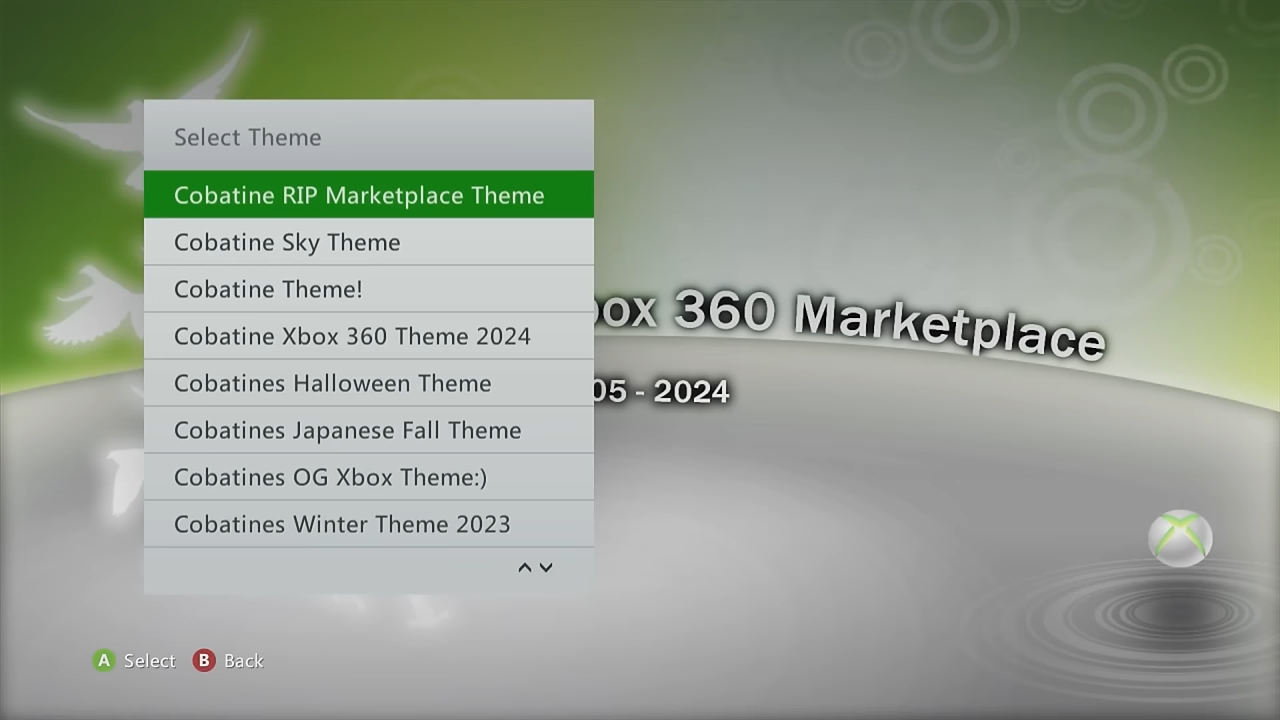 Select Theme
Cobatine RIP Marketplace Theme
Cobatine Sky Theme
Cobatine Theme!
Cobatine Xbox 360 Theme 2024
Cobatines Halloween Theme
Cobatines Japanese Fall Theme
Cobatines OG Xbox Theme:)
Cobatines Winter Theme 2023
box 360 Marketplace
05 - 2024
A Select B Back